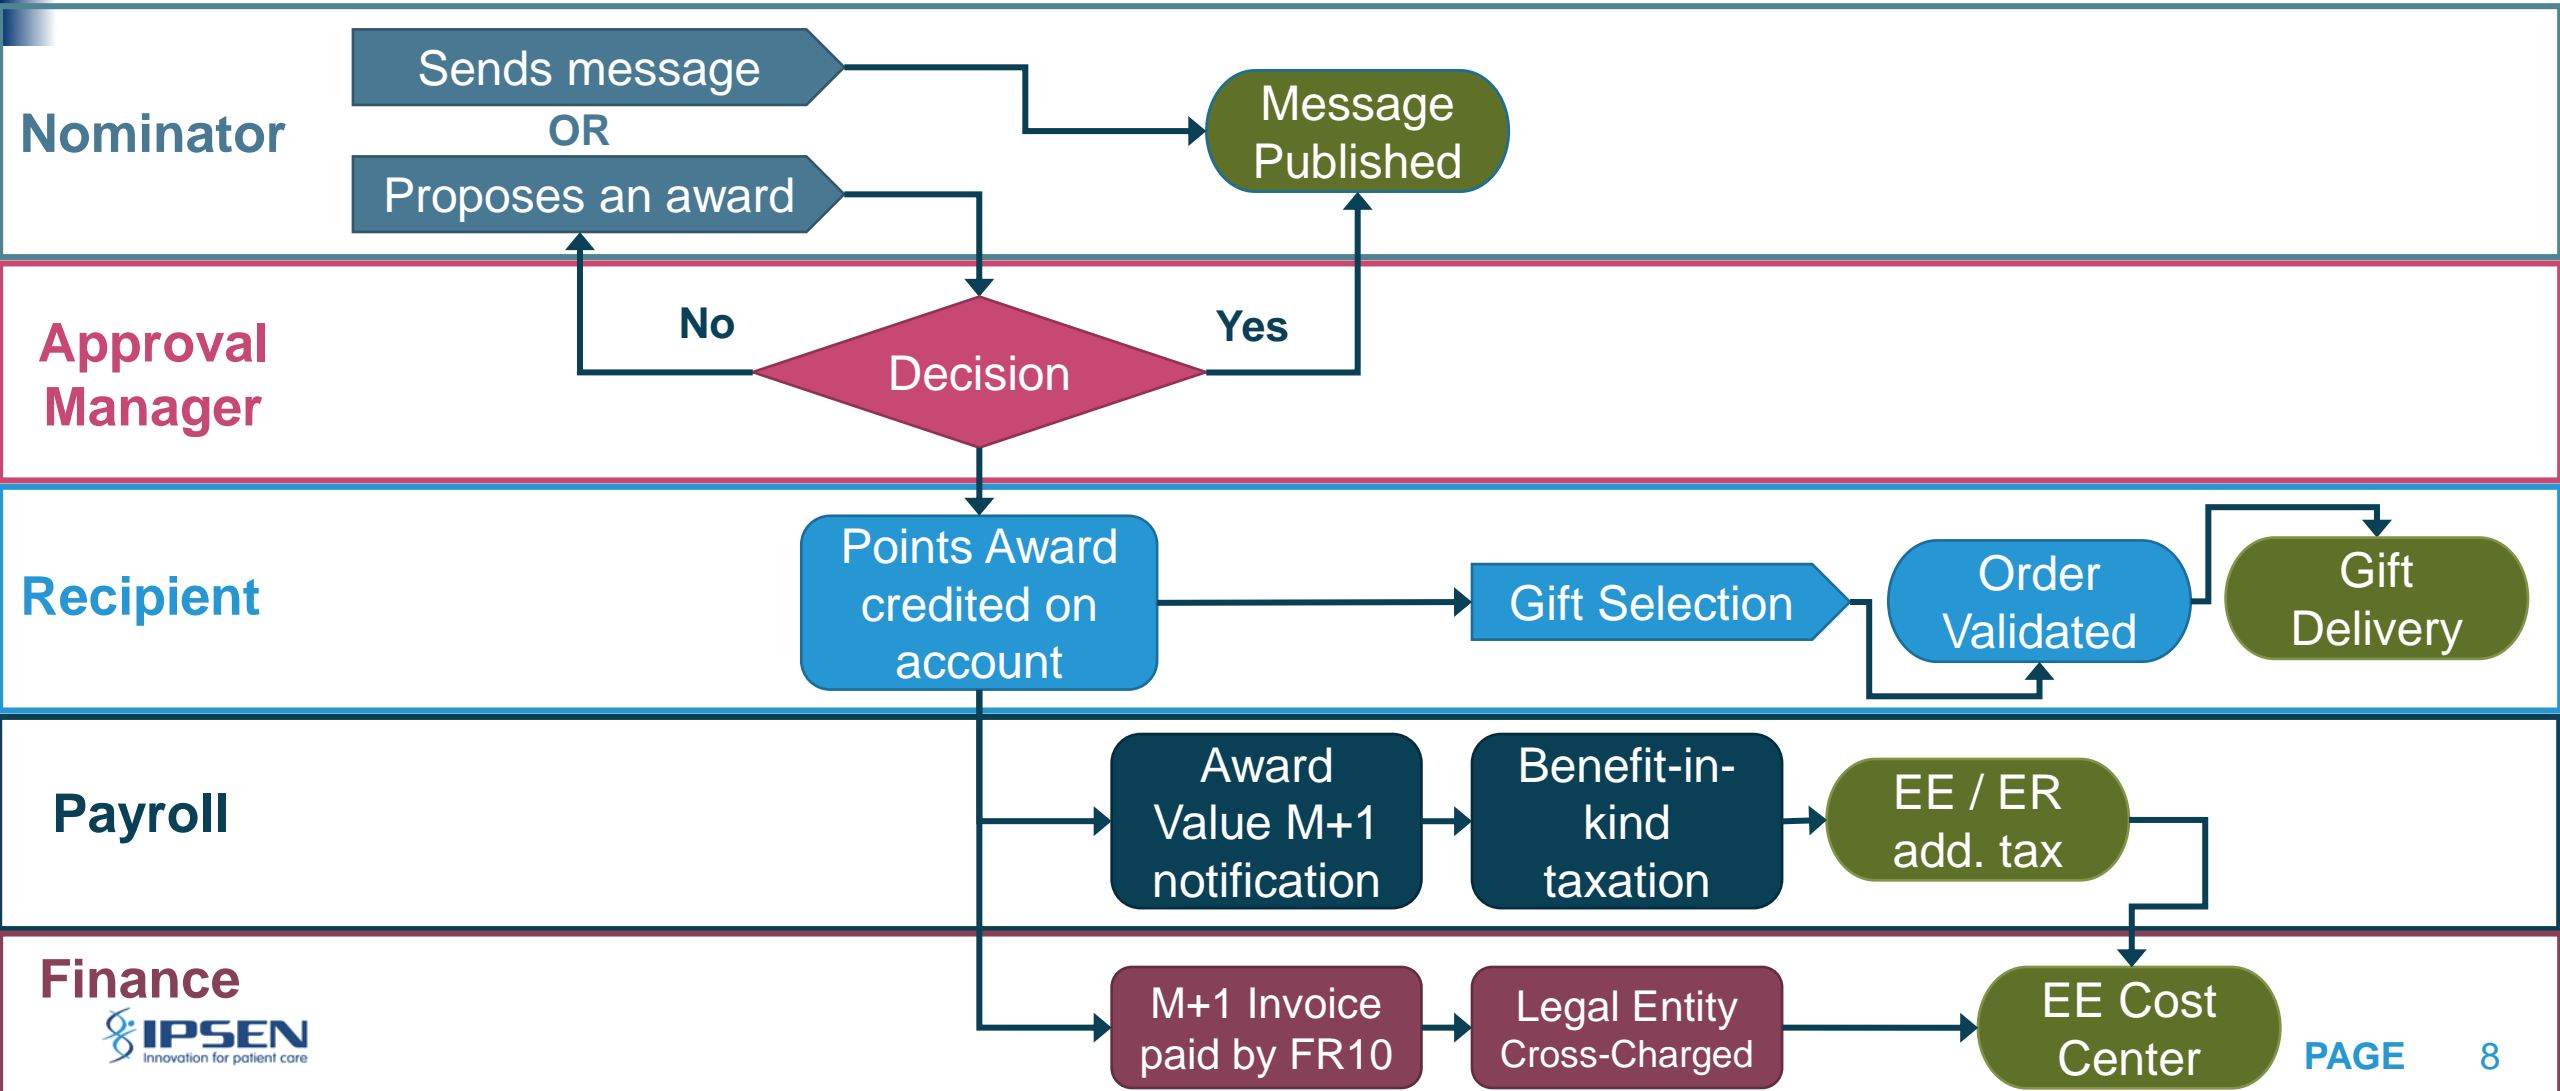 Nominator
Sends message
OR
Proposes an award
Message
Published
Approval
Manager
No
Decision
Yes
Recipient
Points Award
credited on
account
Gift Selection
Order
Validated
Gift
Delivery
Payroll
Award
Value M+1
notification
Benefit-in-
kind
taxation
EE / ER
add. tax
Finance
IPSEN
Innovation for patient care
M+1 Invoice
paid by FR10
Legal Entity
Cross-Charged
EE Cost
Center
PAGE 8